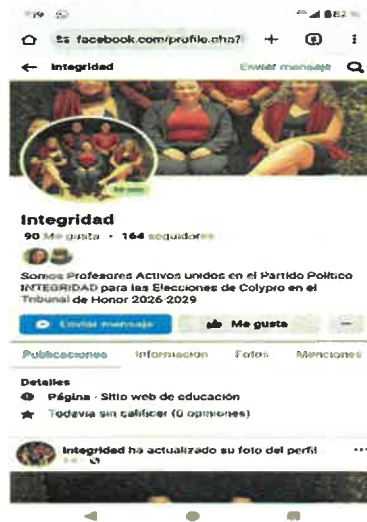 facebook.com/profile.php?
Integridad Enviar mensaje
Integridad
90 Me gusta • 164 seguidores
Somos Profesores Activos unidos en el Partido Político
INTEGRIDAD para las Elecciones de Colypro en el
Tribunal de Honor 2026-2029
Enviar mensaje Me gusta
Publicaciones Información Fotos Menciones
Detalles
Página · Sitio web de educación
Todavía sin calificar (0 opiniones)
Integridad ha actualizado su foto del perfil